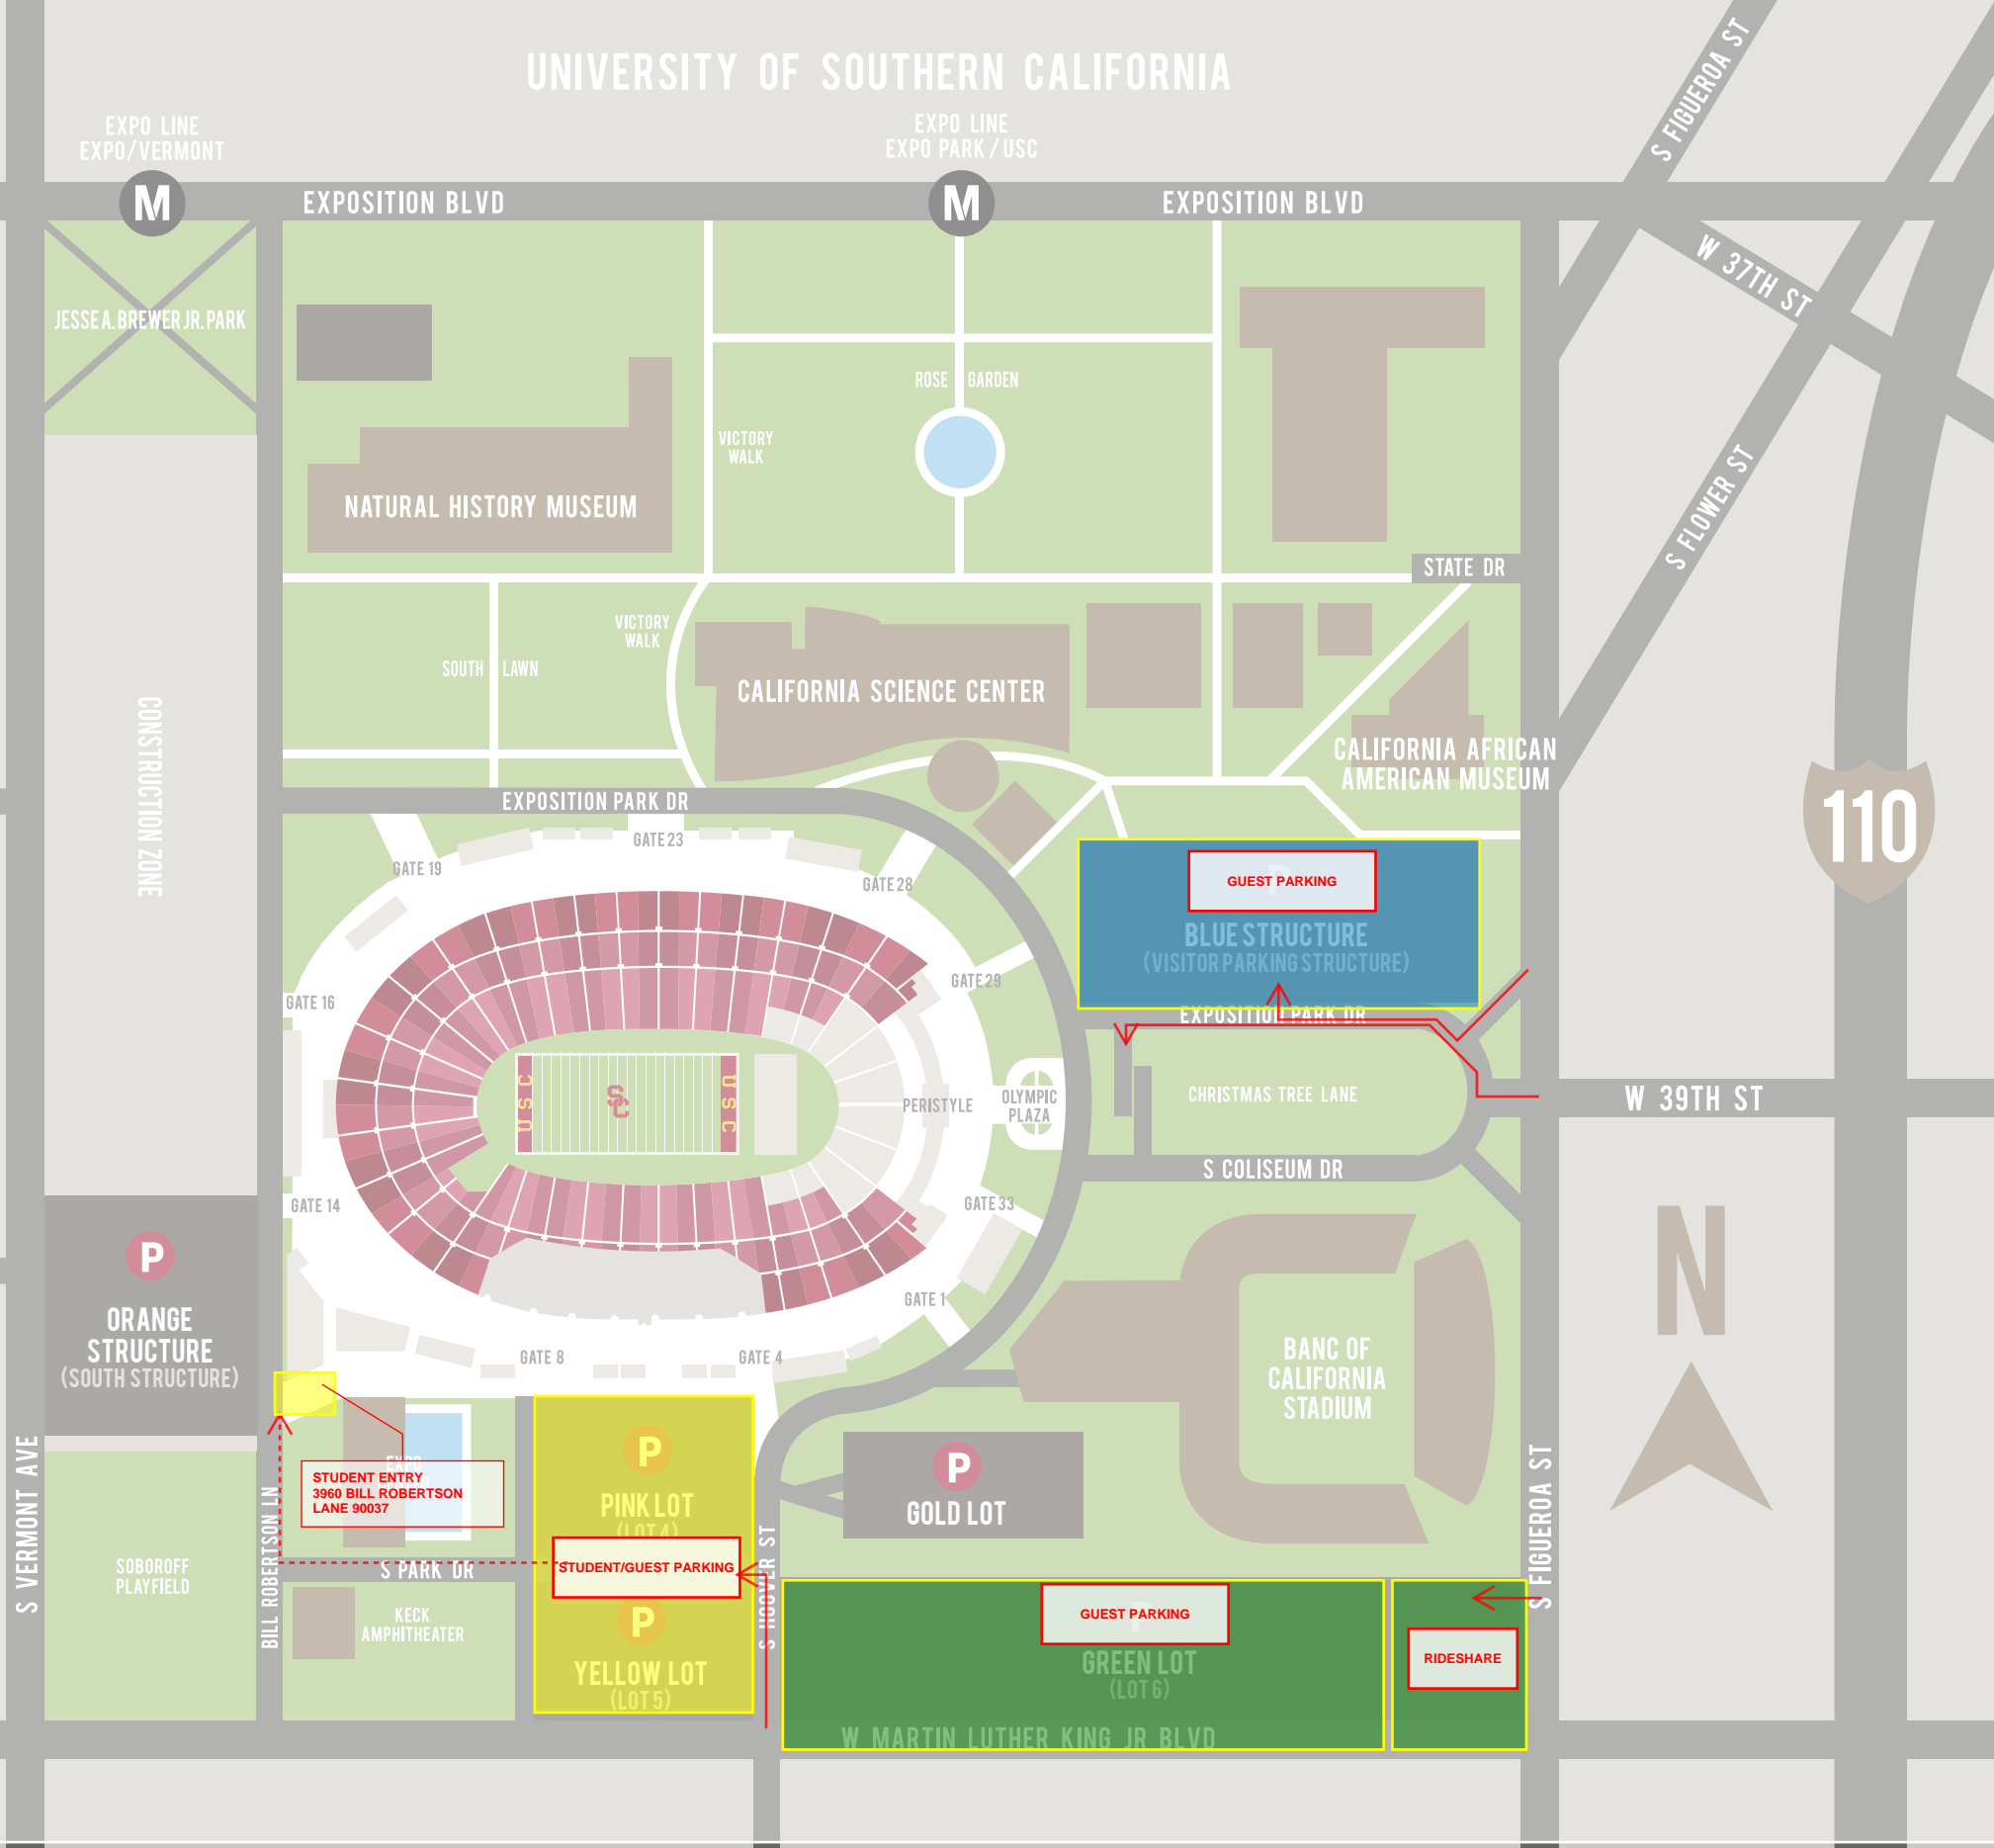 UNIVERSITY OF SOUTHERN CALIFORNIA
EXPO LINE
EXPO/VERMONT
EXPO LINE
EXPO PARK / USC
S FIGUEROA ST
M
EXPOSITION BLVD
M
EXPOSITION BLVD
W 37TH ST
JESSE A. BREWER JR. PARK
ROSE GARDEN
VICTORY
WALK
NATURAL HISTORY MUSEUM
S FLOWER ST
STATE DR
VICTORY
WALK
SOUTH LAWN
CALIFORNIA SCIENCE CENTER
CONSTRUCTION ZONE
CALIFORNIA AFRICAN
AMERICAN MUSEUM
EXPOSITION PARK DR
110
GATE 23
GATE 19
GATE 28
GUEST PARKING
BLUE STRUCTURE
(VISITOR PARKING STRUCTURE)
GATE 29
GATE 16
EXPOSITION PARK DR
USC
SC
USC
PERISTYLE
OLYMPIC
PLAZA
CHRISTMAS TREE LANE
W 39TH ST
S COLISEUM DR
GATE 14
GATE 33
N
P
ORANGE
STRUCTURE
(SOUTH STRUCTURE)
GATE 1
GATE 8
GATE 4
BANC OF
CALIFORNIA
STADIUM
P
PINK LOT
(LOT 4)
P
GOLD LOT
EXPO
STUDENT ENTRY
3960 BILL ROBERTSON
LANE 90037
S VERMONT AVE
BILL ROBERTSON LN
S HOOVER ST
S FIGUEROA ST
SOBOROFF
PLAYFIELD
S PARK DR
STUDENT/GUEST PARKING
KECK
AMPHITHEATER
P
YELLOW LOT
(LOT 5)
GUEST PARKING
GREEN LOT
(LOT 6)
RIDESHARE
W MARTIN LUTHER KING JR BLVD